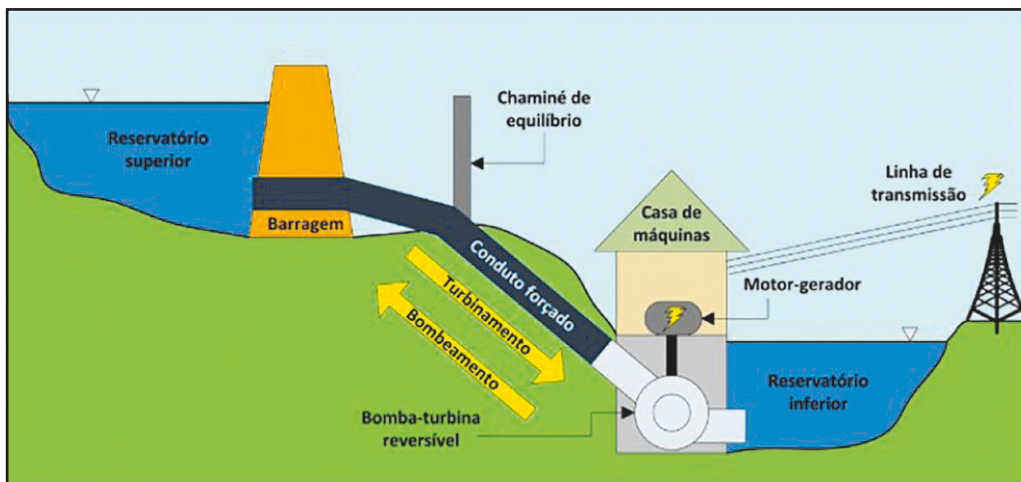 Reservatório
superior
Barragem
Chaminé de
equilíbrio
Conduto forçado
Turbinamento
Bombeamento
Bomba-turbina
reversível
Casa de
máquinas
Motor-gerador
Linha de
transmissão
Reservatório
inferior